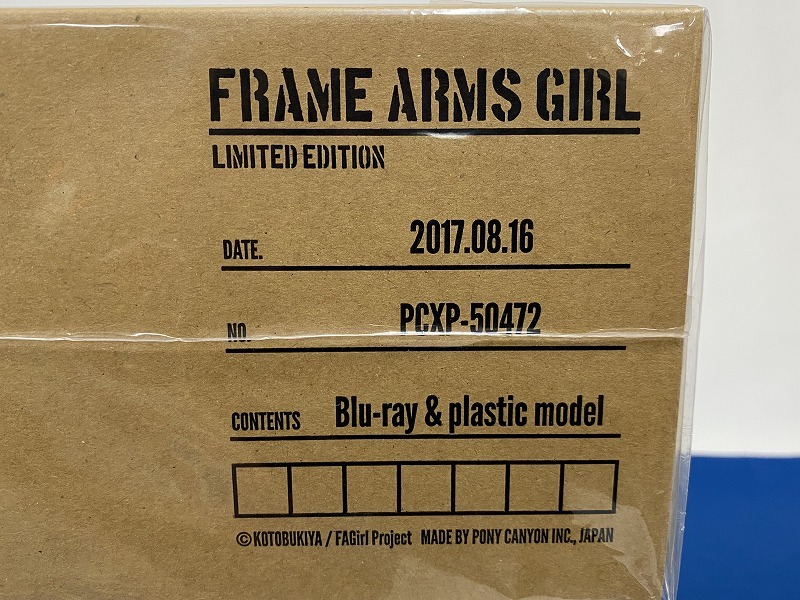 FRAME ARMS GIRL
LIMITED EDITION
DATE. 2017.08.16
NO. PCXP-50472
CONTENTS Blu-ray & plastic model
© KOTOBUKIYA / FAGirl Project MADE BY PONY CANYON INC., JAPAN